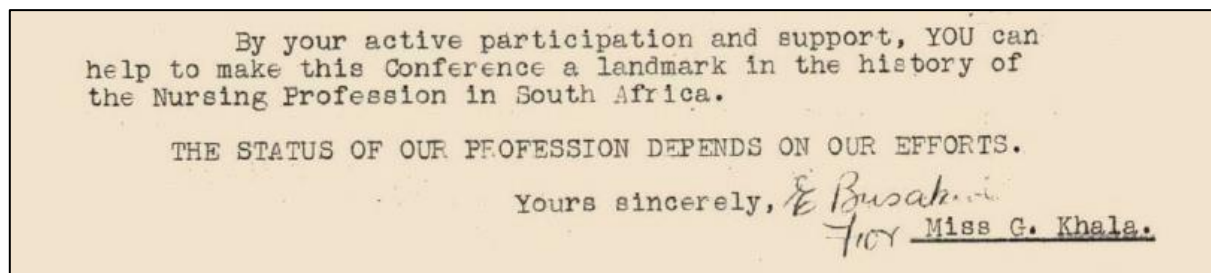 By your active participation and support, YOU can
help to make this Conference a landmark in the history of
the Nursing Profession in South Africa.
THE STATUS OF OUR PROFESSION DEPENDS ON OUR EFFORTS.
Yours sincerely, E
for Miss G. Khala.